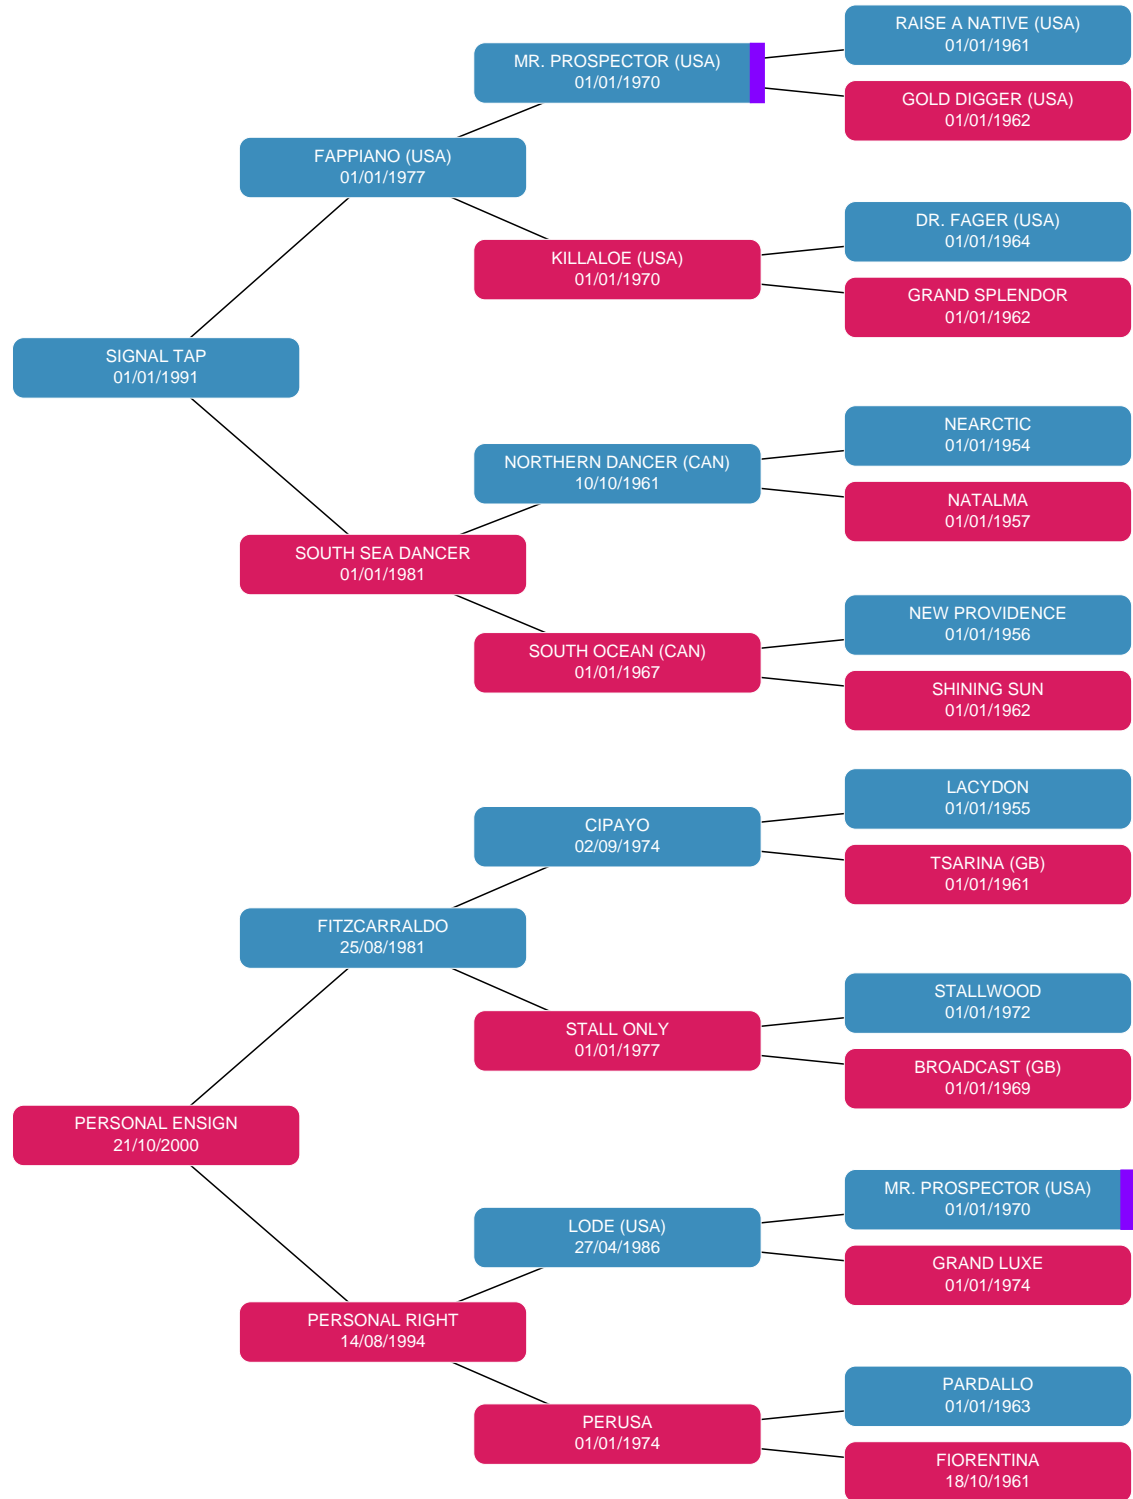 RAISE A NATIVE (USA)
01/01/1961
MR. PROSPECTOR (USA)
01/01/1970
GOLD DIGGER (USA)
01/01/1962
FAPPIANO (USA)
01/01/1977
DR. FAGER (USA)
01/01/1964
KILLALOE (USA)
01/01/1970
GRAND SPLENDOR
01/01/1962
SIGNAL TAP
01/01/1991
NEARCTIC
01/01/1954
NORTHERN DANCER (CAN)
10/10/1961
NATALMA
01/01/1957
SOUTH SEA DANCER
01/01/1981
NEW PROVIDENCE
01/01/1956
SOUTH OCEAN (CAN)
01/01/1967
SHINING SUN
01/01/1962
LACYDON
01/01/1955
CIPAYO
02/09/1974
TSARINA (GB)
01/01/1961
FITZCARRALDO
25/08/1981
STALLWOOD
01/01/1972
STALL ONLY
01/01/1977
BROADCAST (GB)
01/01/1969
PERSONAL ENSIGN
21/10/2000
MR. PROSPECTOR (USA)
01/01/1970
LODE (USA)
27/04/1986
GRAND LUXE
01/01/1974
PERSONAL RIGHT
14/08/1994
PARDALLO
01/01/1963
PERUSA
01/01/1974
FIORENTINA
18/10/1961